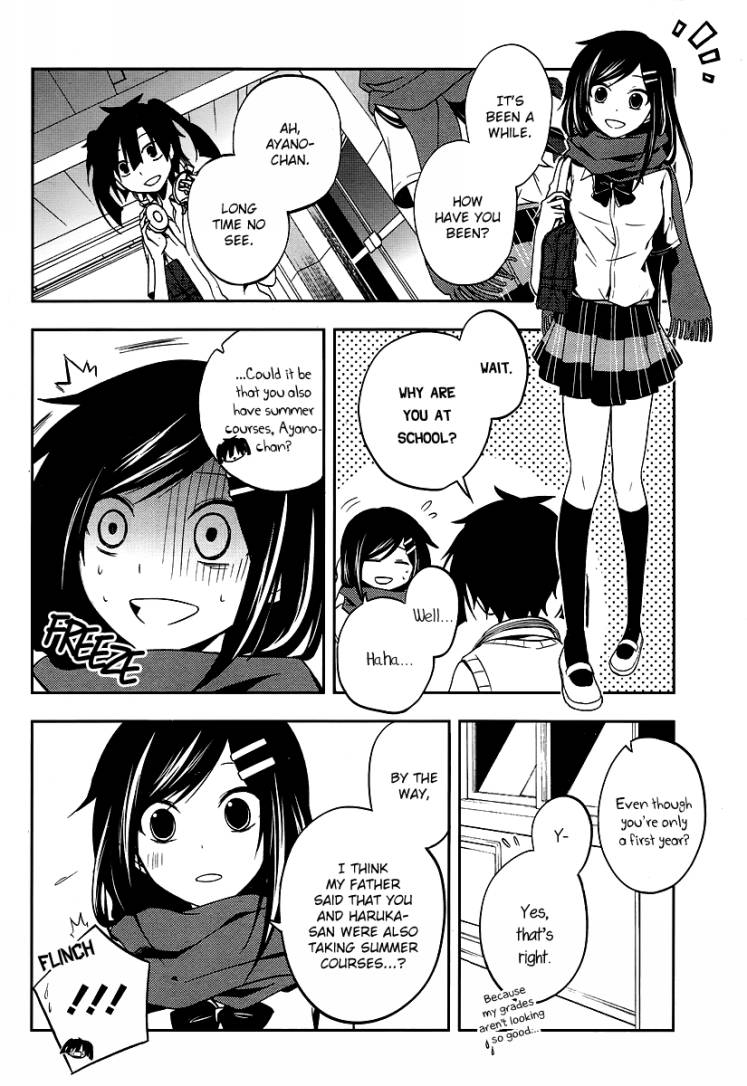 IT'S
BEEN A
WHILE.
HOW
HAVE YOU
BEEN?
AH,
AYANO-
CHAN.
LONG
TIME NO
SEE.
WAIT.
WHY ARE
YOU AT
SCHOOL?
Well...
Haha...
...Could it be
that you also
have summer
courses, Ayano-
chan?
FREEZE
Even though
you're only
a first year?
Y-
Yes,
that's
right.
Because
my grades
aren't looking
so good...
BY THE
WAY,
I THINK
MY FATHER
SAID THAT YOU
AND HARUKA-
SAN WERE ALSO
TAKING SUMMER
COURSES...?
FLINCH
!!!